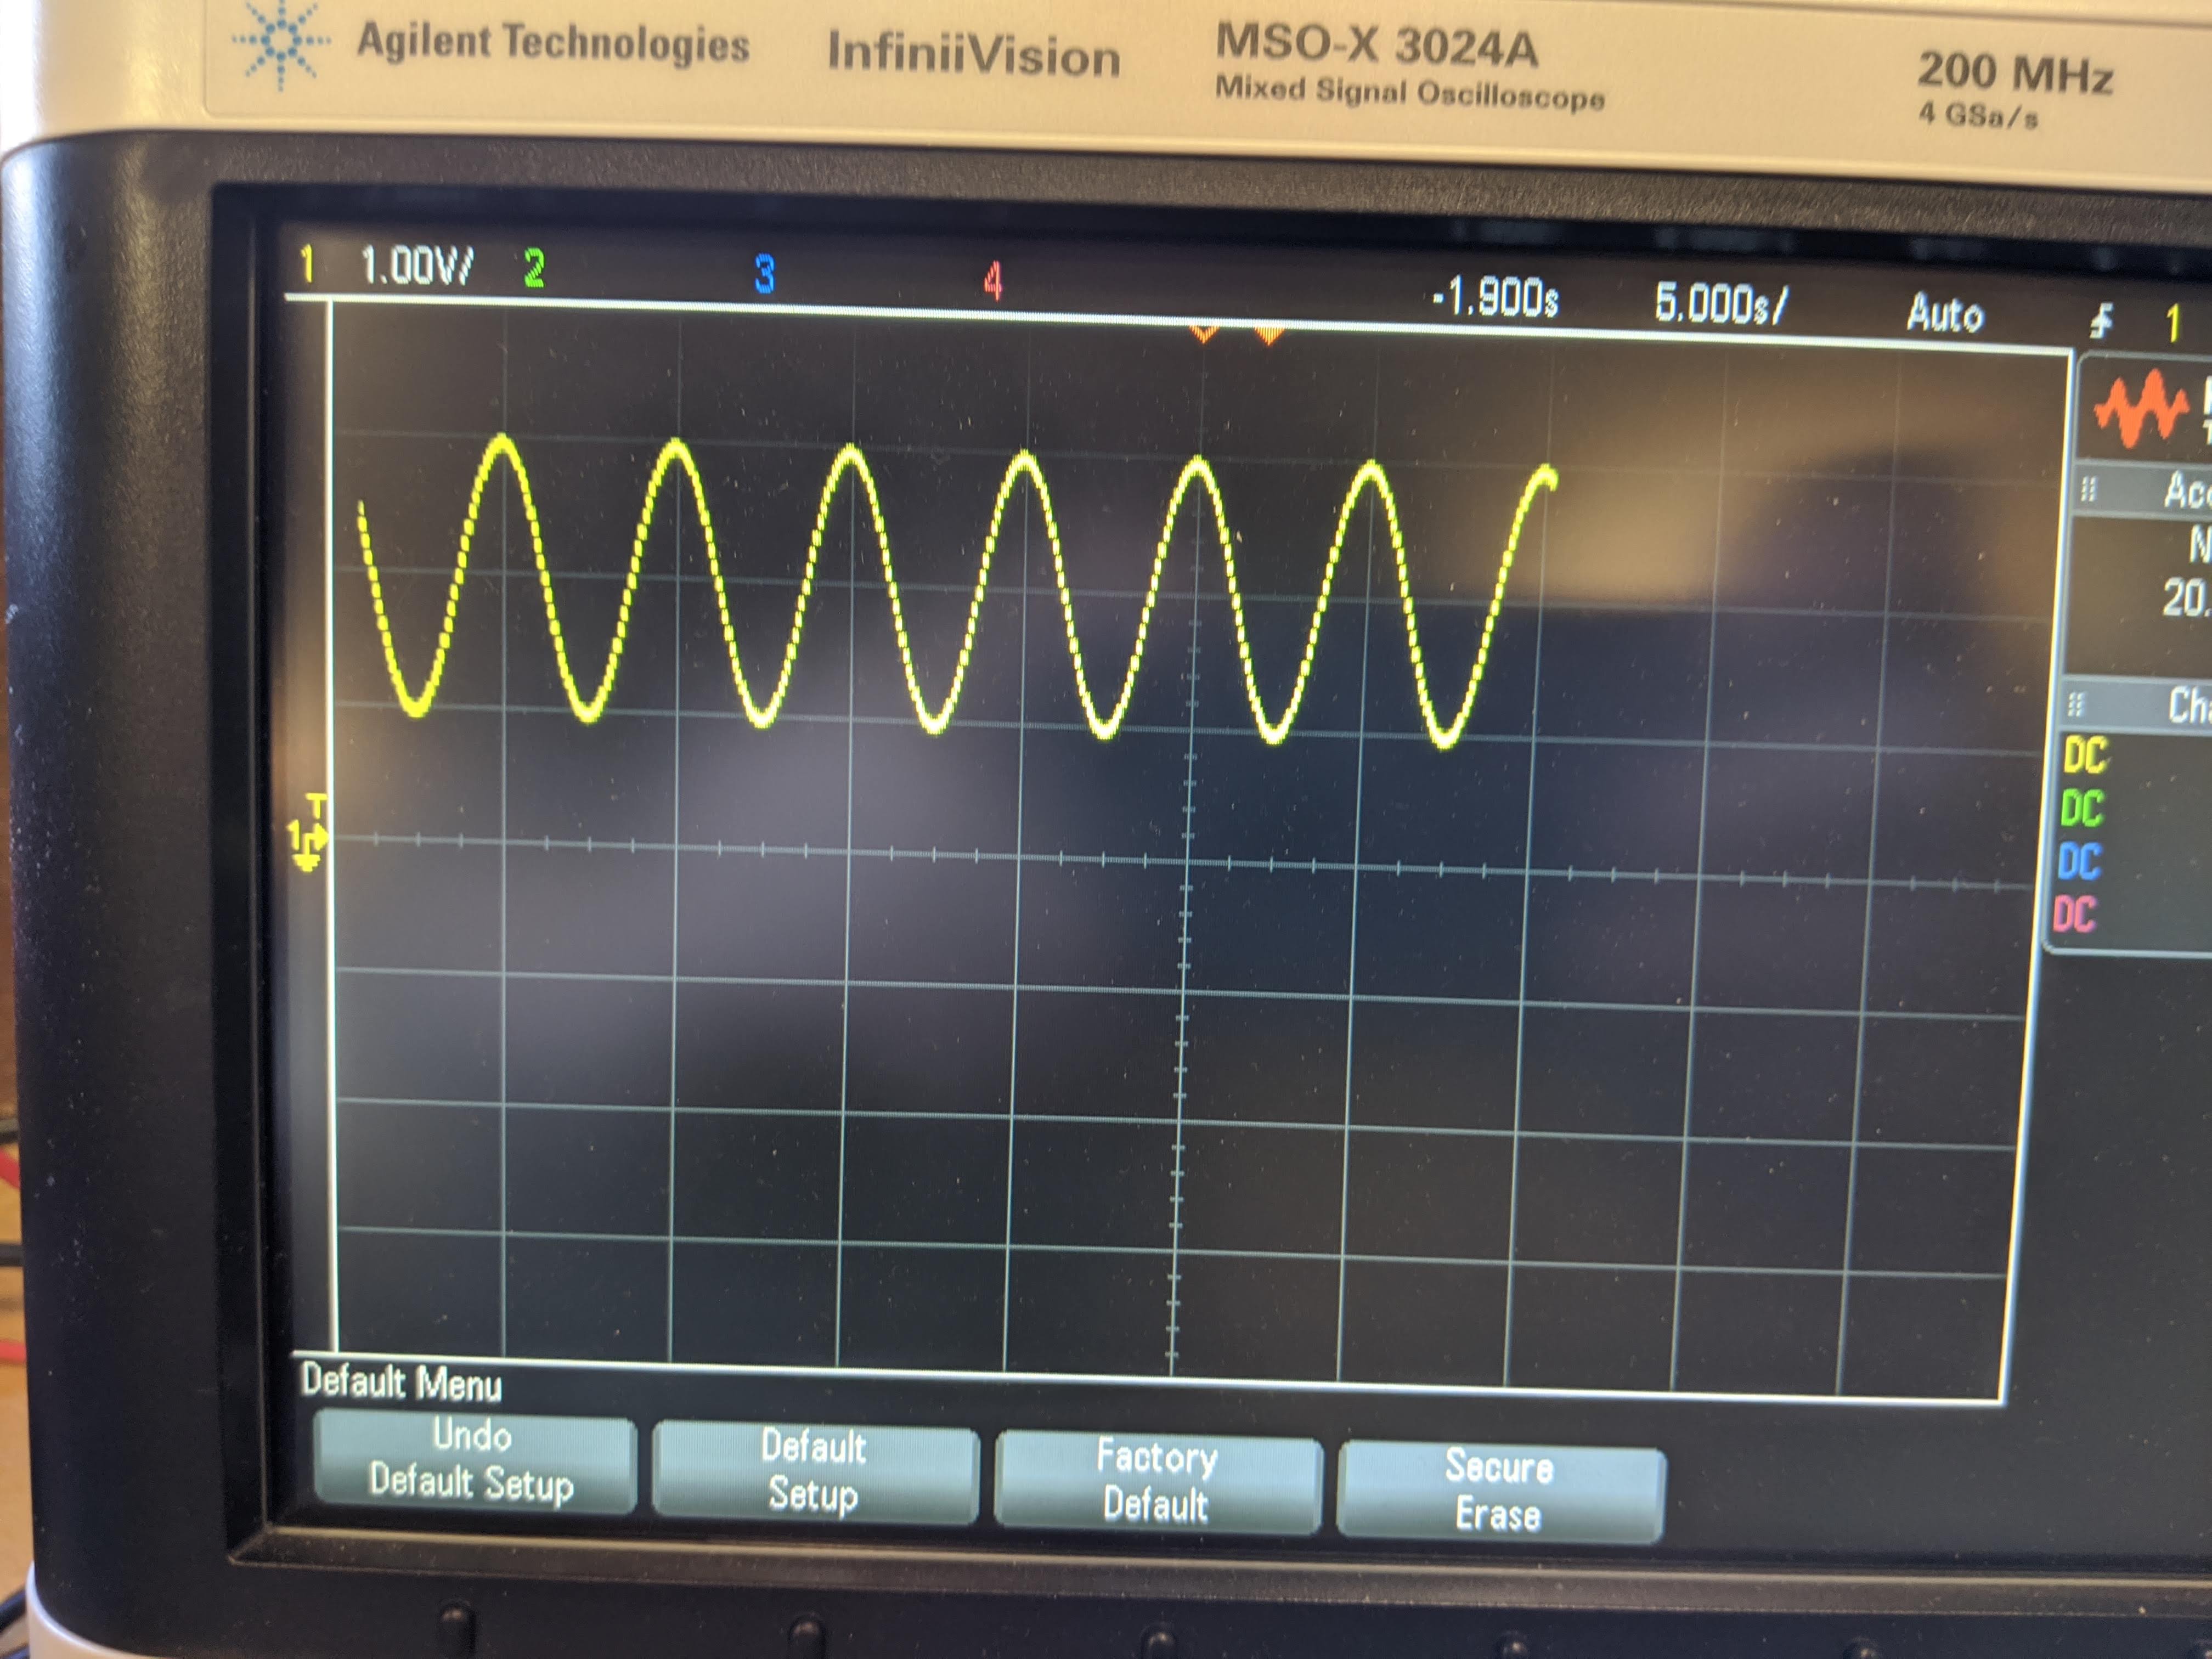 Agilent Technologies InfiniiVision MSO-X 3024A 200 MHz
Mixed Signal Oscilloscope 4 GSa/s
1 1.00V/ 2 3 4 -1.900s 5.000s/ Auto 1
T
1
20.
DC
DC
DC
DC
Default Menu
Undo
Default Setup
Default
Setup
Factory
Default
Secure
Erase